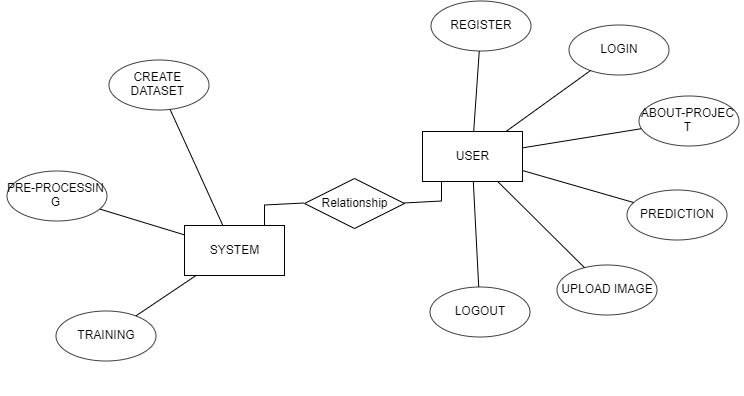 REGISTER
LOGIN
CREATE
DATASET
ABOUT-PROJEC
T
USER
PRE-PROCESSIN
G
Relationship
PREDICTION
SYSTEM
UPLOAD IMAGE
LOGOUT
TRAINING